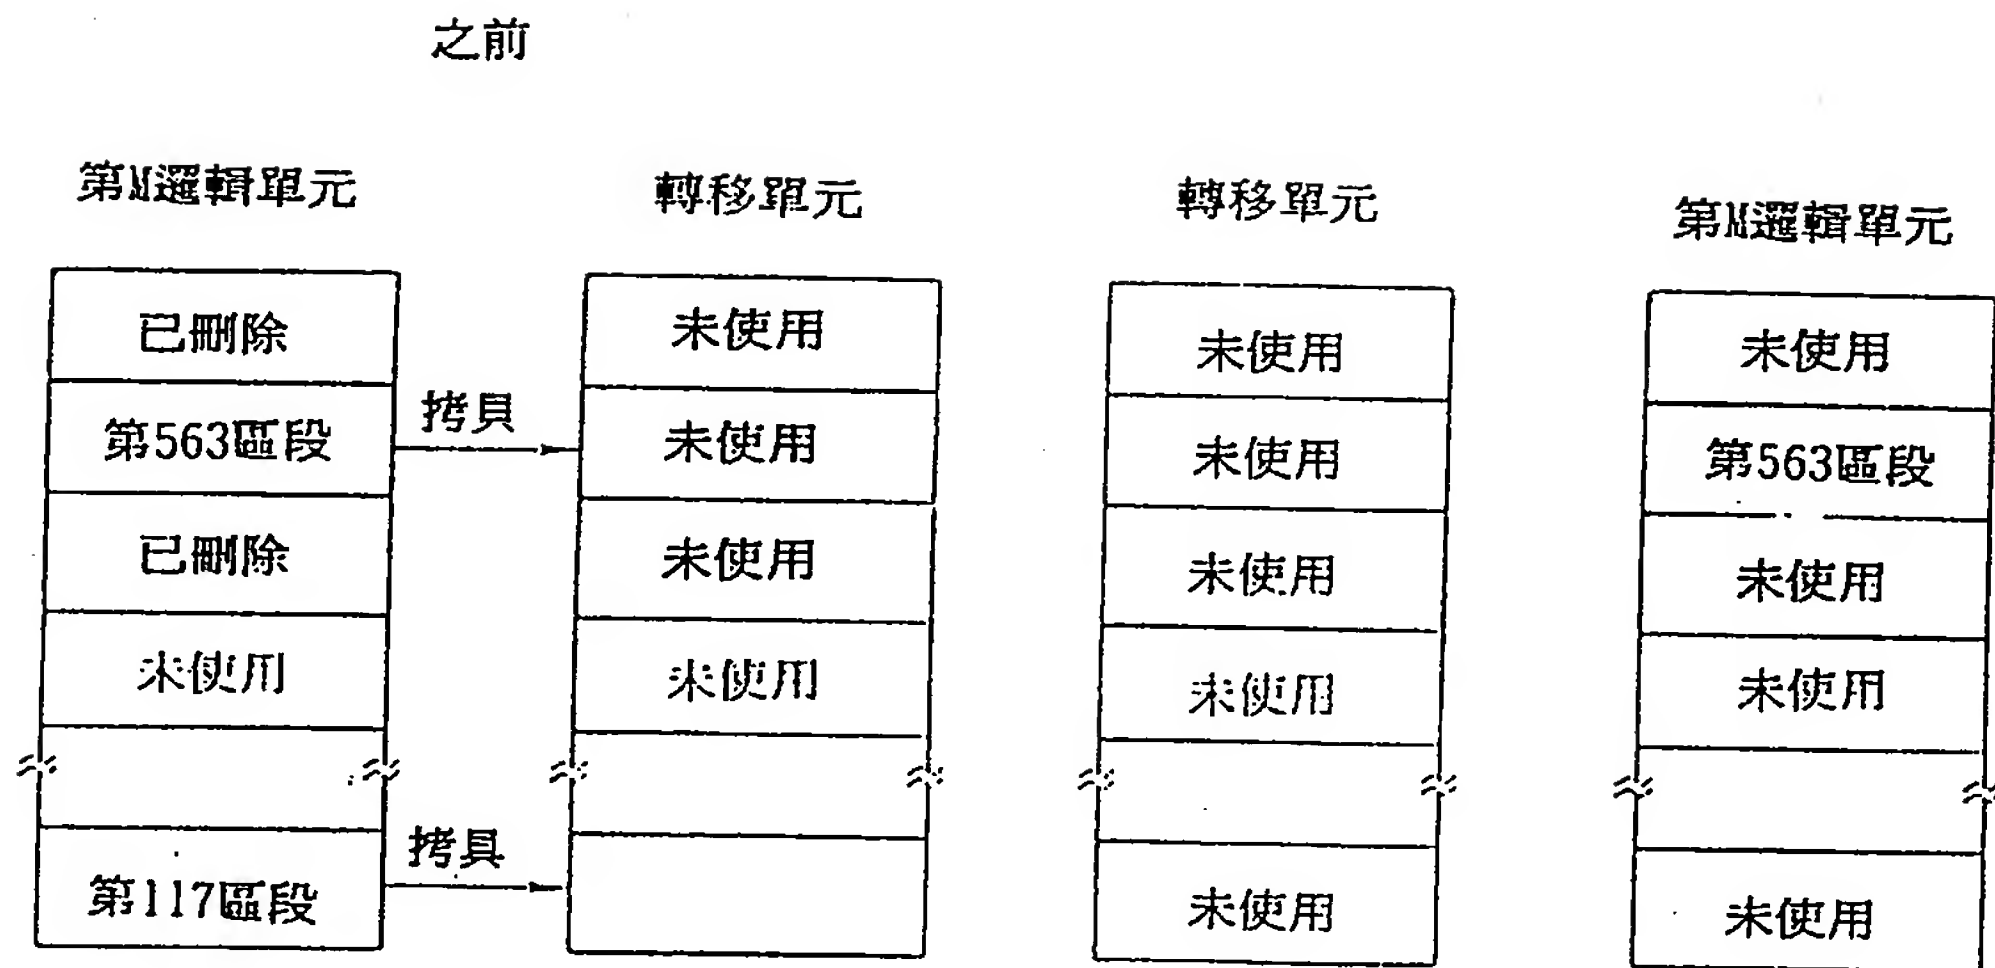 之前
第M邏輯單元
轉移單元
轉移單元
第M邏輯單元
已刪除
第563區段
已刪除
未使用
第117區段
拷貝
拷貝
未使用
未使用
未使用
未使用
未使用
未使用
未使用
未使用
未使用
未使用
第563區段
未使用
未使用
未使用